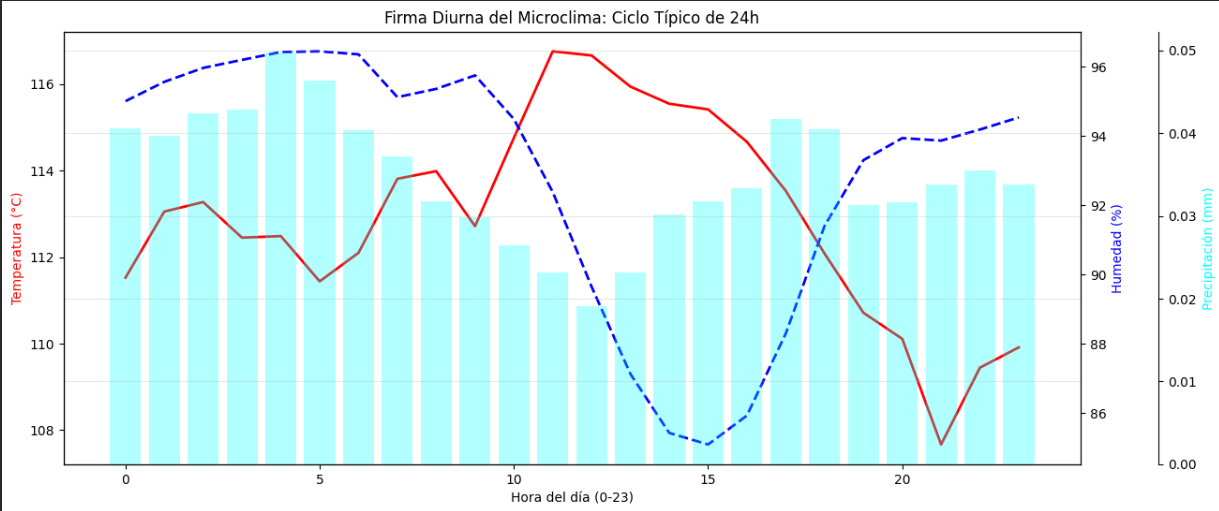 Firma Diurna del Microclima: Ciclo Típico de 24h
Temperatura (°C)
116
114
112
110
108
0 5 10 15 20
Hora del día (0-23)
96
94
92
90
88
86
Humedad (%)
0.05
0.04
0.03
0.02
0.01
0.00
Precipitación (mm)